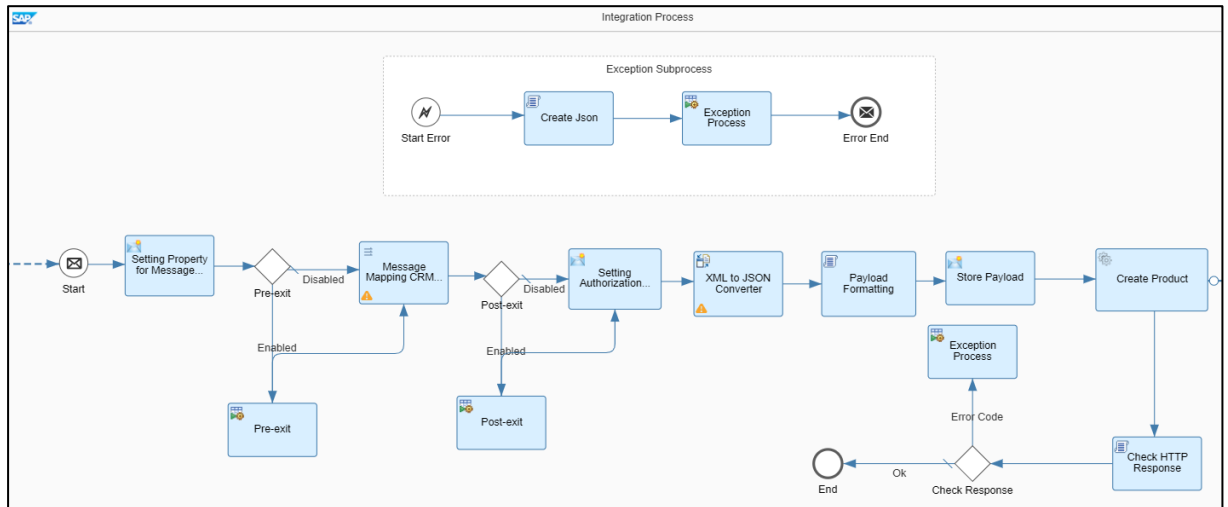 SAP
Integration Process
Exception Subprocess
Start Error
Create Json
Exception
Process
Error End
Start
Setting Property
for Message...
Pre-exit
Disabled
Enabled
Pre-exit
Message
Mapping CRM...
Post-exit
Disabled
Enabled
Post-exit
Setting
Authorization...
XML to JSON
Converter
Payload
Formatting
Store Payload
Create Product
Exception
Process
Error Code
Check HTTP
Response
Check Response
Ok
End